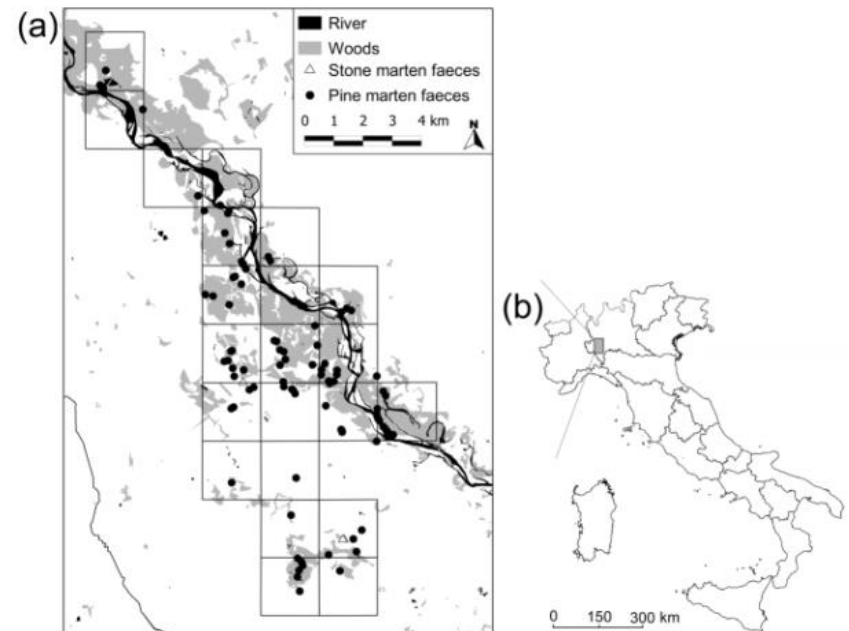 (a)
River
Woods
Stone marten faeces
Pine marten faeces
0 1 2 3 4 km
N
(b)
0 150 300 km